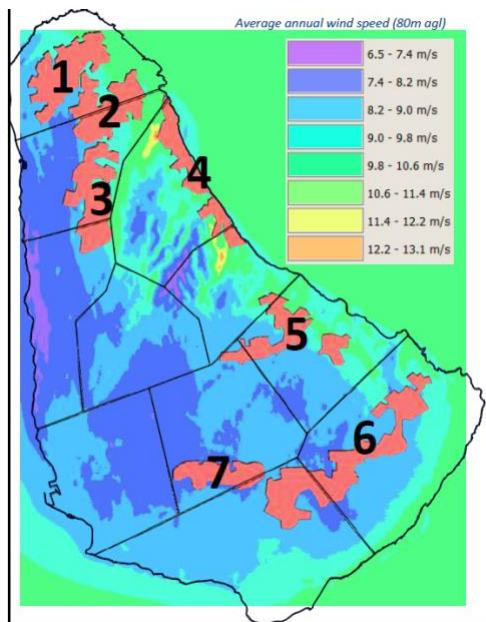 Average annual wind speed (80m agl)
6.5 - 7.4 m/s
7.4 - 8.2 m/s
8.2 - 9.0 m/s
9.0 - 9.8 m/s
9.8 - 10.6 m/s
10.6 - 11.4 m/s
11.4 - 12.2 m/s
12.2 - 13.1 m/s
1
2
3
4
5
6
7